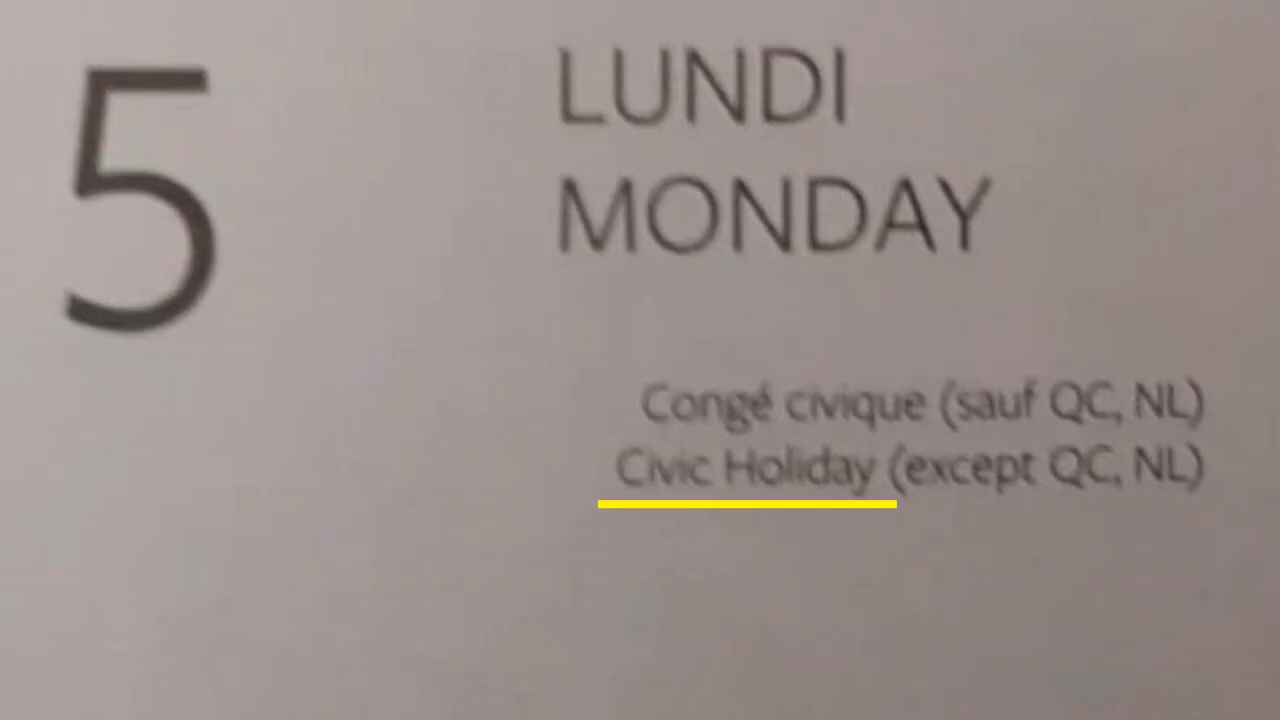 5
LUNDI
MONDAY
Congé civique (sauf QC, NL)
Civic Holiday (except QC, NL)